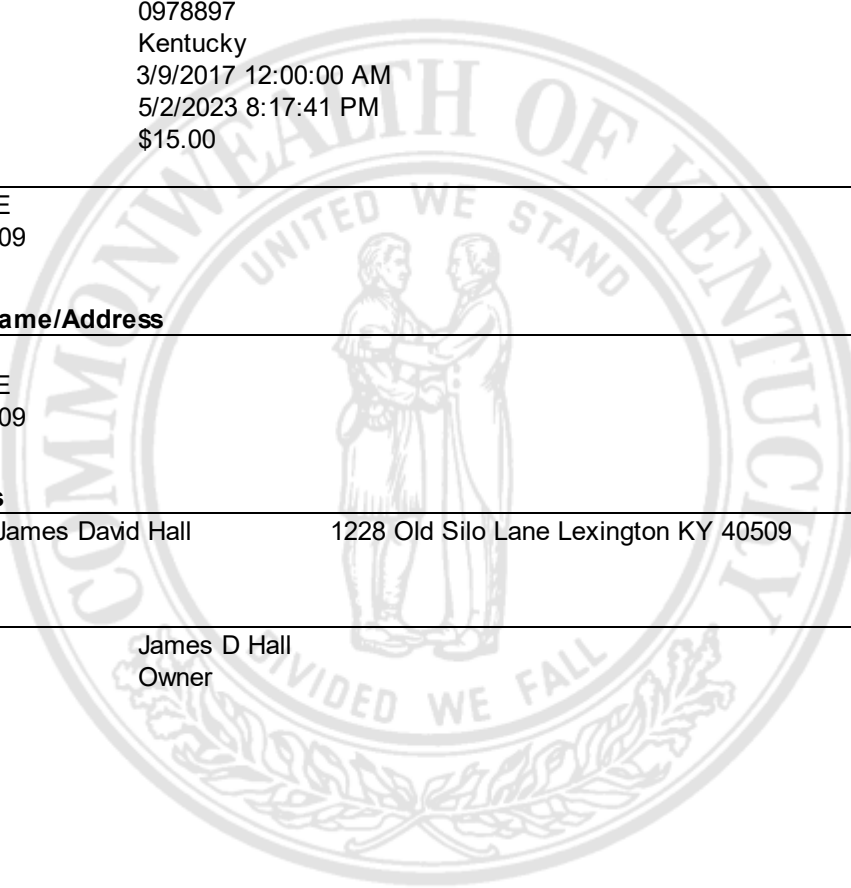 0978897
Kentucky
3/9/2017 12:00:00 AM
5/2/2023 8:17:41 PM
$15.00
E
09
ame/Address
E
09
s
James David Hall 1228 Old Silo Lane Lexington KY 40509
James D Hall
Owner
COMMONWEALTH OF KENTUCKY
UNITED WE STAND
DIVIDED WE FALL